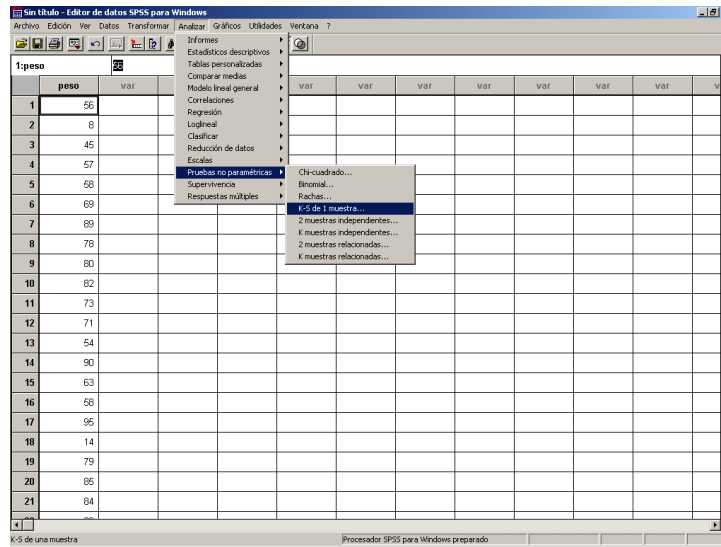 Sin título - Editor de datos SPSS para Windows
Archivo Edición Ver Datos Transformar Analizar Gráficos Utilidades Ventana ?
1:peso 56
peso var var var var var var var var v
1 56
2 8
3 45
4 57
5 58
6 69
7 89
8 78
9 80
10 82
11 73
12 71
13 54
14 90
15 63
16 58
17 95
18 14
19 79
20 85
21 84
Informes
Estadísticos descriptivos
Tablas personalizadas
Comparar medias
Modelo lineal general
Correlaciones
Regresión
Loglineal
Clasificar
Reducción de datos
Escalas
Pruebas no paramétricas
Supervivencia
Respuestas múltiples
Chi-cuadrado...
Binomial...
Rachas...
K-S de 1 muestra...
2 muestras independientes...
K muestras independientes...
2 muestras relacionadas...
K muestras relacionadas...
K-S de una muestra Procesador SPSS para Windows preparado